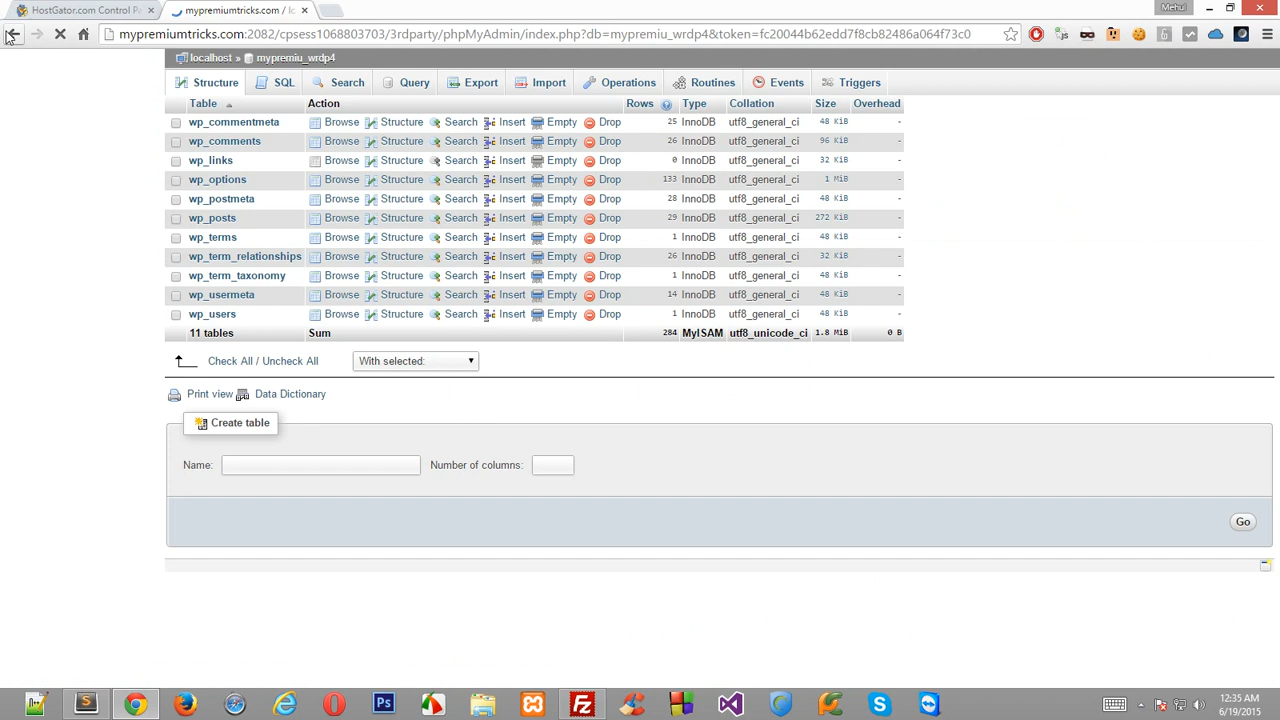 HostGator.com Control P
mypremiumtricks.com / lc
Mehul
mypremiumtricks.com:2082/cpsess1068803703/3rdparty/phpMyAdmin/index.php?db=mypremiu_wrdp4&token=fc20044b62edd7f8cb82486a064f73c0
localhost » mypremiu_wrdp4
Structure SQL Search Query Export Import Operations Routines Events Triggers
Table Action Rows Type Collation Size Overhead
wp_commentmeta Browse Structure Search Insert Empty Drop 25 InnoDB utf8_general_ci 48 KiB -
wp_comments Browse Structure Search Insert Empty Drop 26 InnoDB utf8_general_ci 96 KiB -
wp_links Browse Structure Search Insert Empty Drop 0 InnoDB utf8_general_ci 32 KiB -
wp_options Browse Structure Search Insert Empty Drop 133 InnoDB utf8_general_ci 1 MiB -
wp_postmeta Browse Structure Search Insert Empty Drop 28 InnoDB utf8_general_ci 48 KiB -
wp_posts Browse Structure Search Insert Empty Drop 29 InnoDB utf8_general_ci 272 KiB -
wp_terms Browse Structure Search Insert Empty Drop 1 InnoDB utf8_general_ci 48 KiB -
wp_term_relationships Browse Structure Search Insert Empty Drop 26 InnoDB utf8_general_ci 32 KiB -
wp_term_taxonomy Browse Structure Search Insert Empty Drop 1 InnoDB utf8_general_ci 48 KiB -
wp_usermeta Browse Structure Search Insert Empty Drop 14 InnoDB utf8_general_ci 48 KiB -
wp_users Browse Structure Search Insert Empty Drop 1 InnoDB utf8_general_ci 48 KiB -
11 tables Sum 284 MyISAM utf8_unicode_ci 1.8 MiB 0 B
Check All / Uncheck All With selected:
Print view Data Dictionary
Create table
Name: Number of columns:
Go
12:35 AM
6/19/2015